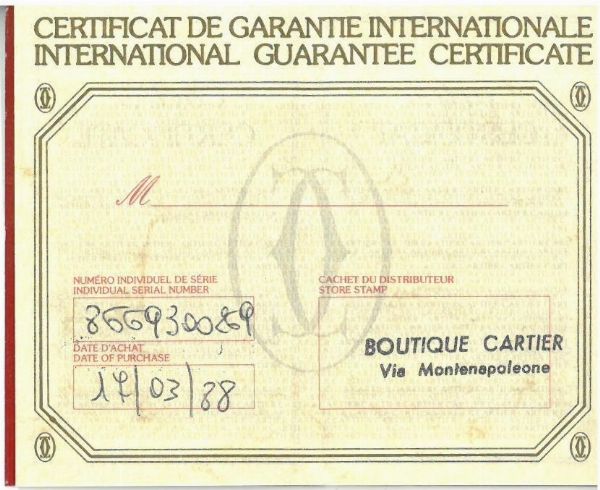 CERTIFICAT DE GARANTIE INTERNATIONALE
INTERNATIONAL GUARANTEE CERTIFICATE
M
NUMÉRO INDIVIDUEL DE SÉRIE
INDIVIDUAL SERIAL NUMBER
866930069
DATE D'ACHAT
DATE OF PURCHASE
17/03/88
CACHET DU DISTRIBUTEUR
STORE STAMP
BOUTIQUE CARTIER
Via Montenapoleone